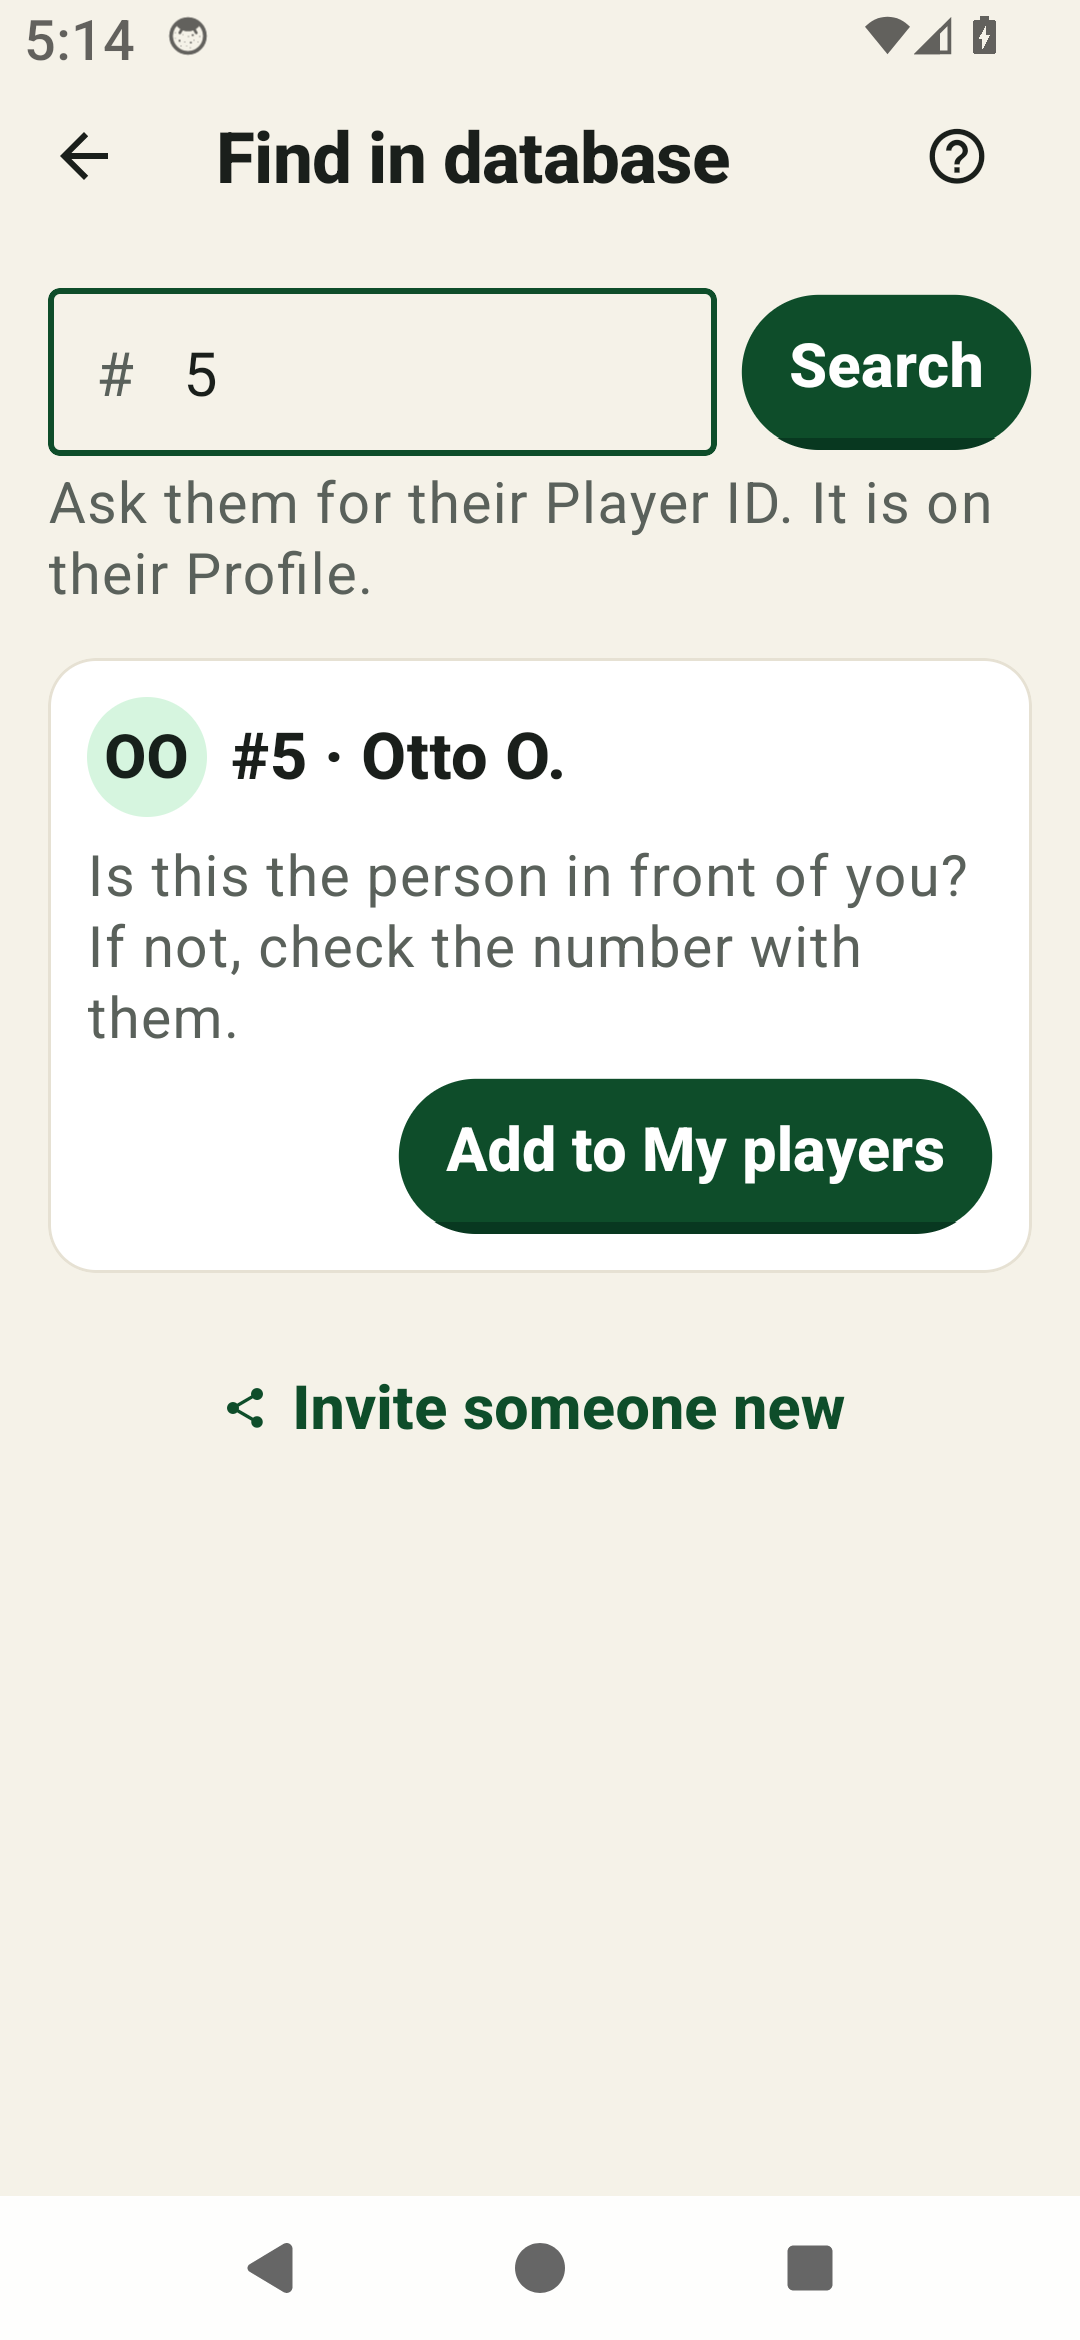 5:14
Find in database
# 5
Search
Ask them for their Player ID. It is on
their Profile.
OO #5 · Otto O.
Is this the person in front of you?
If not, check the number with
them.
Add to My players
Invite someone new